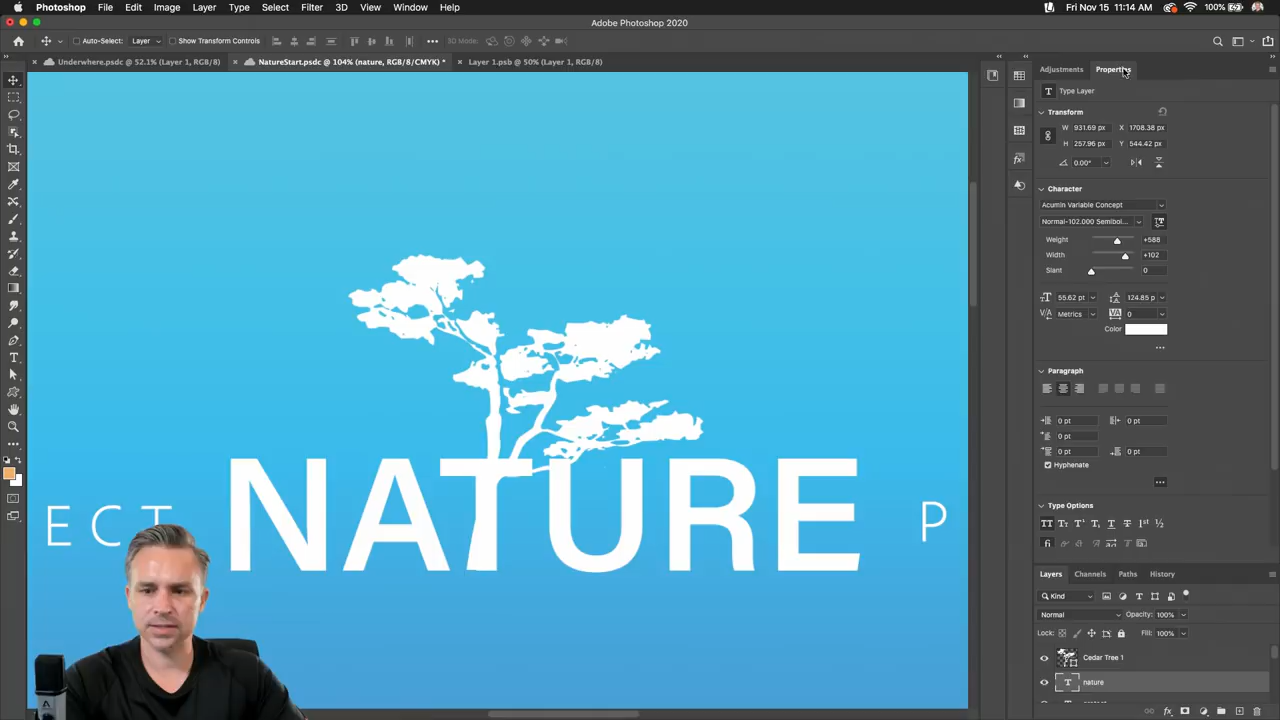 Photoshop File Edit Image Layer Type Select Filter 3D View Window Help
Fri Nov 15 11:14 AM
100%
Adobe Photoshop 2020
Auto-Select: Layer Show Transform Controls
3D Mode:
Underwhere.psdc @ 52.1% (Layer 1, RGB/8)
NatureStart.psdc @ 104% (nature, RGB/8/CMYK) *
Layer 1.psb @ 50% (Layer 1, RGB/8)
Adjustments Properties
Type Layer
Transform
W 931.69 px X 1708.38 px
H 257.96 px Y 544.42 px
0.00°
Character
Acumin Variable Concept
Normal-102.000 Semibol...
Weight +588
Width +102
Slant 0
55.62 pt 124.85 p
Metrics 0
Color
Paragraph
0 pt 0 pt
0 pt
0 pt 0 pt
Hyphenate
Type Options
ECT NATURE P
Layers Channels Paths History
Kind
Normal Opacity: 100%
Lock: Fill: 100%
Cedar Tree 1
nature